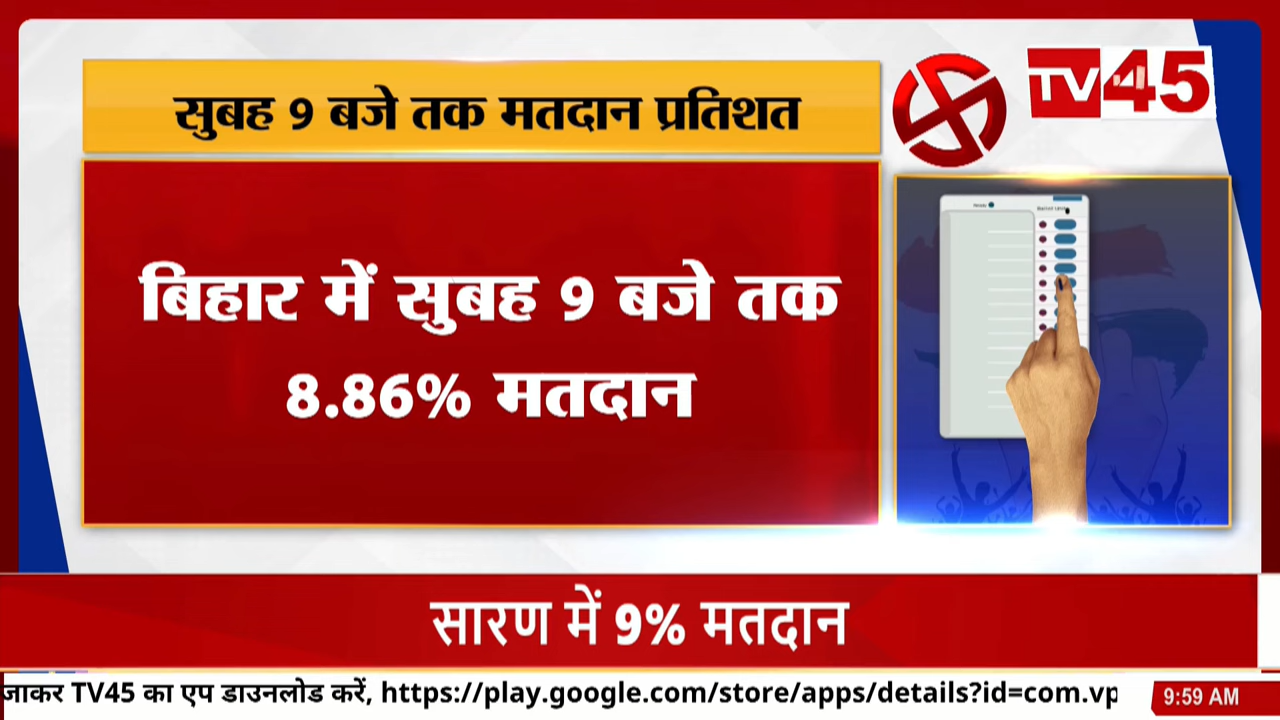 सुबह 9 बजे तक मतदान प्रतिशत
TV45
बिहार में सुबह 9 बजे तक
8.86% मतदान
सारण में 9% मतदान
जाकर TV45 का एप डाउनलोड करें, https://play.google.com/store/apps/details?id=com.vp
9:59 AM